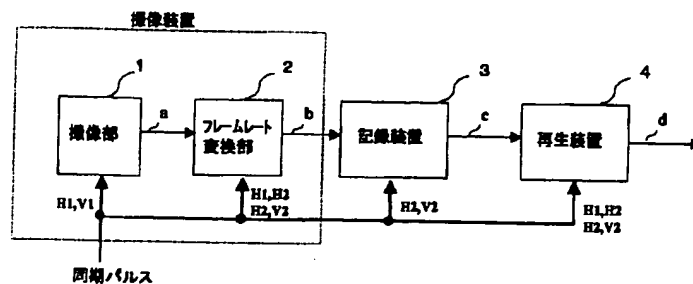 撮像装置
1
2
3
4
撮像部
a
フレームレート
変換部
b
記録装置
c
再生装置
d
H1,V1
H1,H2
H2,V2
H2,V2
H1,H2
H2,V2
同期パルス